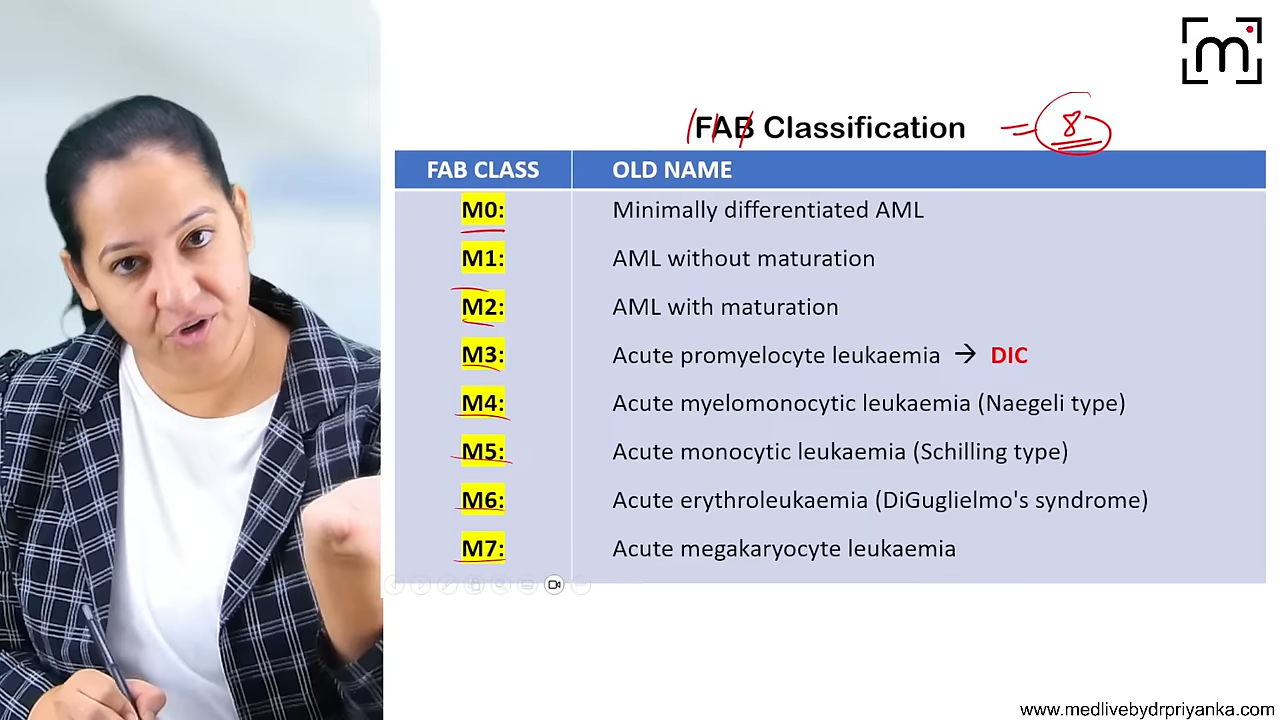 m
FAB Classification = 8
FAB CLASS OLD NAME
M0: Minimally differentiated AML
M1: AML without maturation
M2: AML with maturation
M3: Acute promyelocyte leukaemia → DIC
M4: Acute myelomonocytic leukaemia (Naegeli type)
M5: Acute monocytic leukaemia (Schilling type)
M6: Acute erythroleukaemia (DiGuglielmo's syndrome)
M7: Acute megakaryocyte leukaemia
www.medlivebydrpriyanka.com